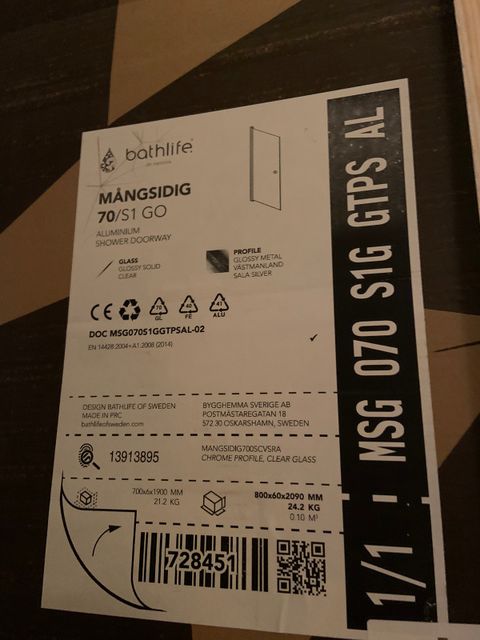 bathlife
MÅNGSIDIG
70/S1 GO
ALUMINIUM
SHOWER DOORWAY
GLASS
GLOSSY SOLID
CLEAR
PROFILE
GLOSSY METAL
VÄSTMANLAND
SALA SILVER
CE
70
GL
40
FE
41
ALU
DOC MSG070S1GGTPSAL-02
EN 14428:2004+A1:2008 (2014)
DESIGN BATHLIFE OF SWEDEN
MADE IN PRC
bathlifeofsweden.com
BYGGHEMMA SVERIGE AB
POSTMÄSTAREGATAN 18
572 30 OSKARSHAMN, SWEDEN
13913895
MANGSIDIG700SCVSRA
CHROME PROFILE, CLEAR GLASS
700x6x1900 MM
21.2 KG
800x60x2090 MM
24.2 KG
0.10 M³
728451
1/1 | MSG 070 S1G GTPS AL